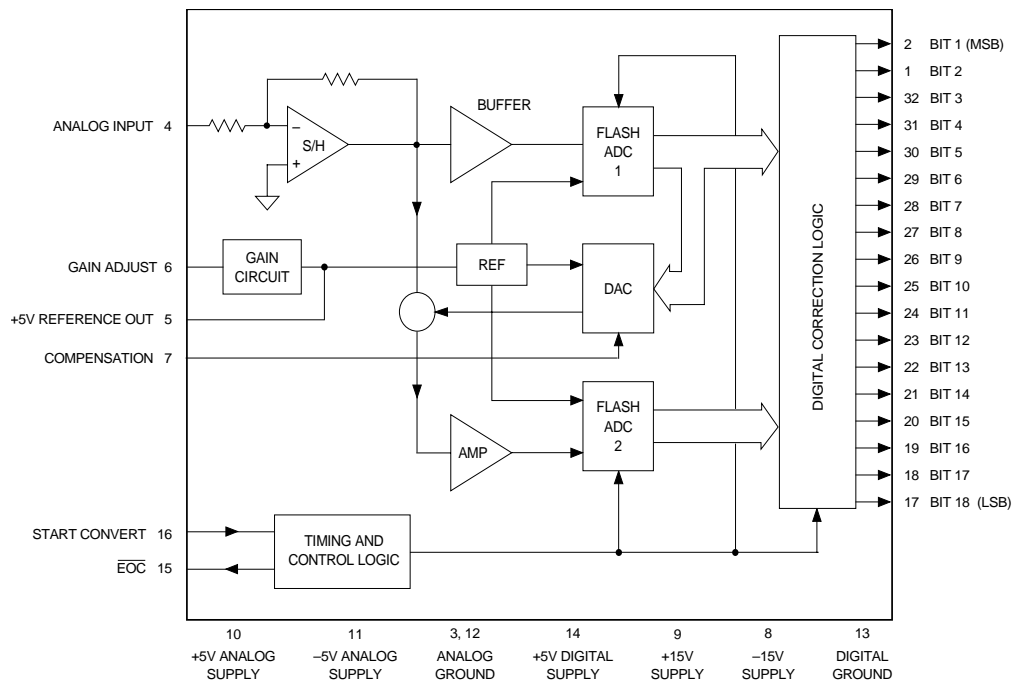 BUFFER
ANALOG INPUT 4
– S/H +
FLASH ADC 1
GAIN ADJUST 6
GAIN CIRCUIT
REF
DAC
+5V REFERENCE OUT 5
COMPENSATION 7
FLASH ADC 2
AMP
START CONVERT 16
EOC 15
TIMING AND CONTROL LOGIC
DIGITAL CORRECTION LOGIC
2 BIT 1 (MSB)
1 BIT 2
32 BIT 3
31 BIT 4
30 BIT 5
29 BIT 6
28 BIT 7
27 BIT 8
26 BIT 9
25 BIT 10
24 BIT 11
23 BIT 12
22 BIT 13
21 BIT 14
20 BIT 15
19 BIT 16
18 BIT 17
17 BIT 18 (LSB)
10
+5V ANALOG
SUPPLY
11
–5V ANALOG
SUPPLY
3, 12
ANALOG
GROUND
14
+5V DIGITAL
SUPPLY
9
+15V
SUPPLY
8
–15V
SUPPLY
13
DIGITAL
GROUND